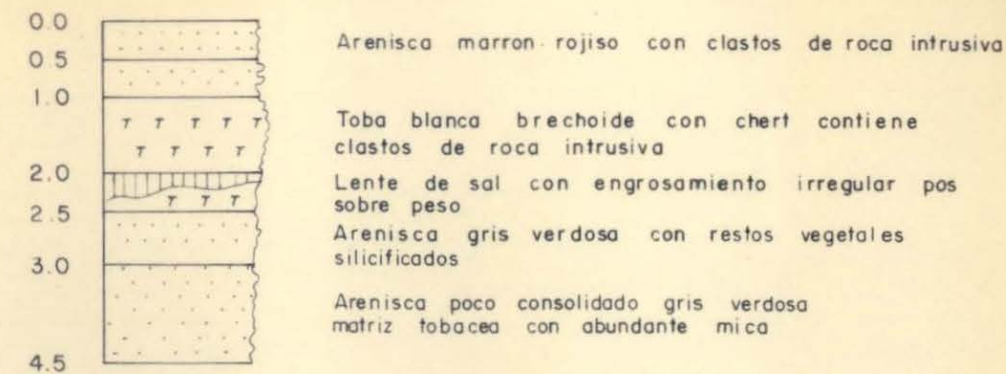 0.0
Arenisca marron rojiso con clastos de roca intrusiva
0.5
1.0
T T T T T
Toba blanca brechoide con chert contiene
T T T T
clastos de roca intrusiva
2.0
Lente de sal con engrosamiento irregular pos
T T T
sobre peso
2.5
Arenisca gris verdosa con restos vegetales
silicificados
3.0
Arenisca poco consolidado gris verdosa
matriz tobacea con abundante mica
4.5